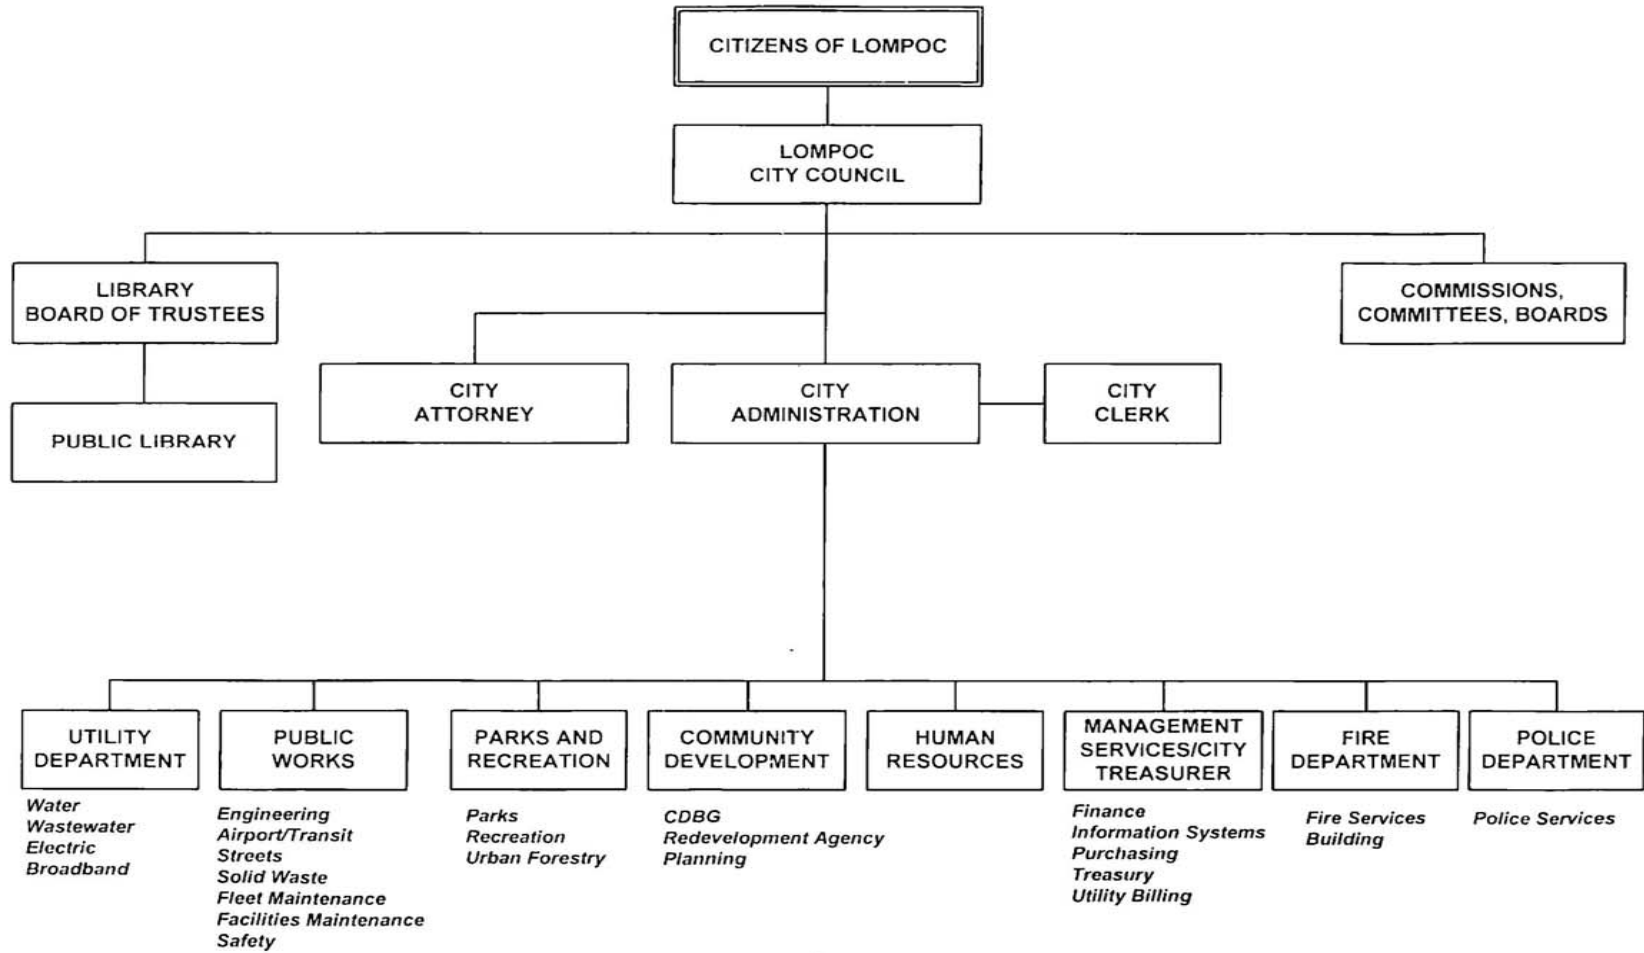 CITIZENS OF LOMPOC
LOMPOC
CITY COUNCIL
LIBRARY
BOARD OF TRUSTEES
COMMISSIONS,
COMMITTEES, BOARDS
PUBLIC LIBRARY
CITY
ATTORNEY
CITY
ADMINISTRATION
CITY
CLERK
UTILITY
DEPARTMENT
Water
Wastewater
Electric
Broadband
PUBLIC
WORKS
Engineering
Airport/Transit
Streets
Solid Waste
Fleet Maintenance
Facilities Maintenance
Safety
PARKS AND
RECREATION
Parks
Recreation
Urban Forestry
COMMUNITY
DEVELOPMENT
CDBG
Redevelopment Agency
Planning
HUMAN
RESOURCES
MANAGEMENT
SERVICES/CITY
TREASURER
Finance
Information Systems
Purchasing
Treasury
Utility Billing
FIRE
DEPARTMENT
Fire Services
Building
POLICE
DEPARTMENT
Police Services